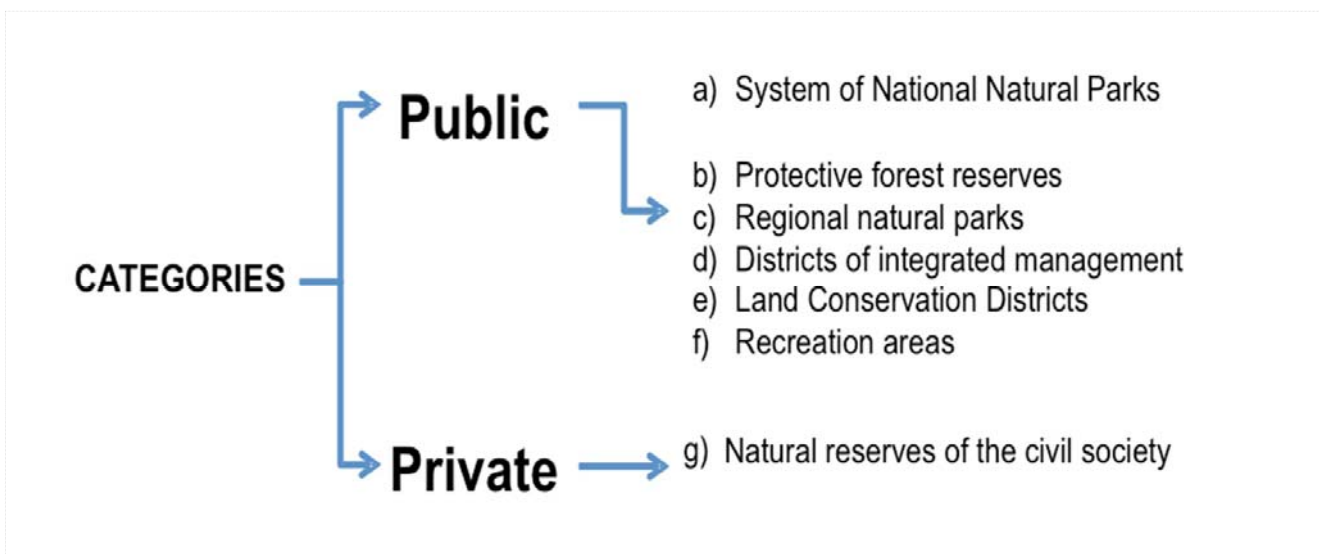 CATEGORIES
Public
a) System of National Natural Parks
b) Protective forest reserves
c) Regional natural parks
d) Districts of integrated management
e) Land Conservation Districts
f) Recreation areas
Private
g) Natural reserves of the civil society